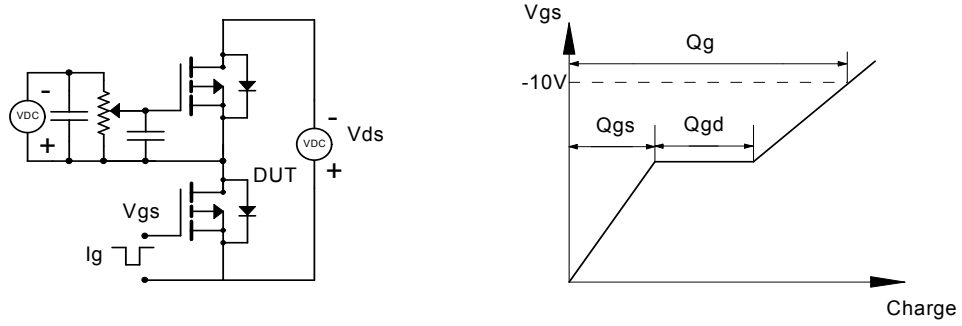 -
VDC
+
-
Vds
VDC
+
DUT
Vgs
Ig
Vgs
Qg
-10V
Qgs
Qgd
Charge